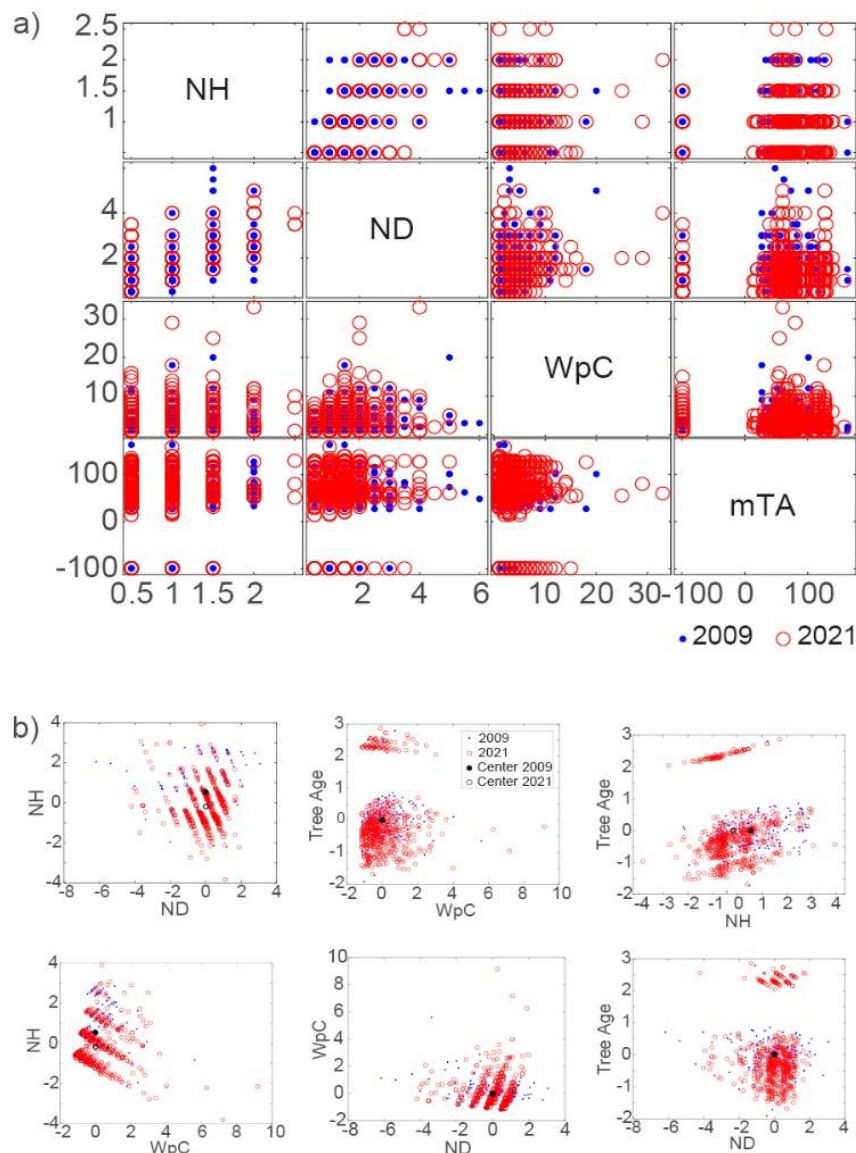 a)
2.5
2
1.5
1
NH
4
2
ND
30
20
10
WpC
100
0
-100
mTA
0.5 1 1.5 2 2 4 6 10 20 30 -100 0 100
2009 2021
b)
4
2
0
-2
-4
NH
-8 -6 -4 -2 0 2 4
ND
3
2
1
0
-1
-2
Tree Age
2009
2021
Center 2009
Center 2021
-2 0 2 4 6 8 10
WpC
3
2
1
0
-1
-2
Tree Age
-4 -3 -2 -1 0 1 2 3 4
NH
4
2
0
-2
-4
NH
-2 0 2 4 6 8 10
WpC
10
8
6
4
2
0
-2
WpC
-8 -6 -4 -2 0 2 4
ND
3
2
1
0
-1
-2
Tree Age
-8 -6 -4 -2 0 2 4
ND